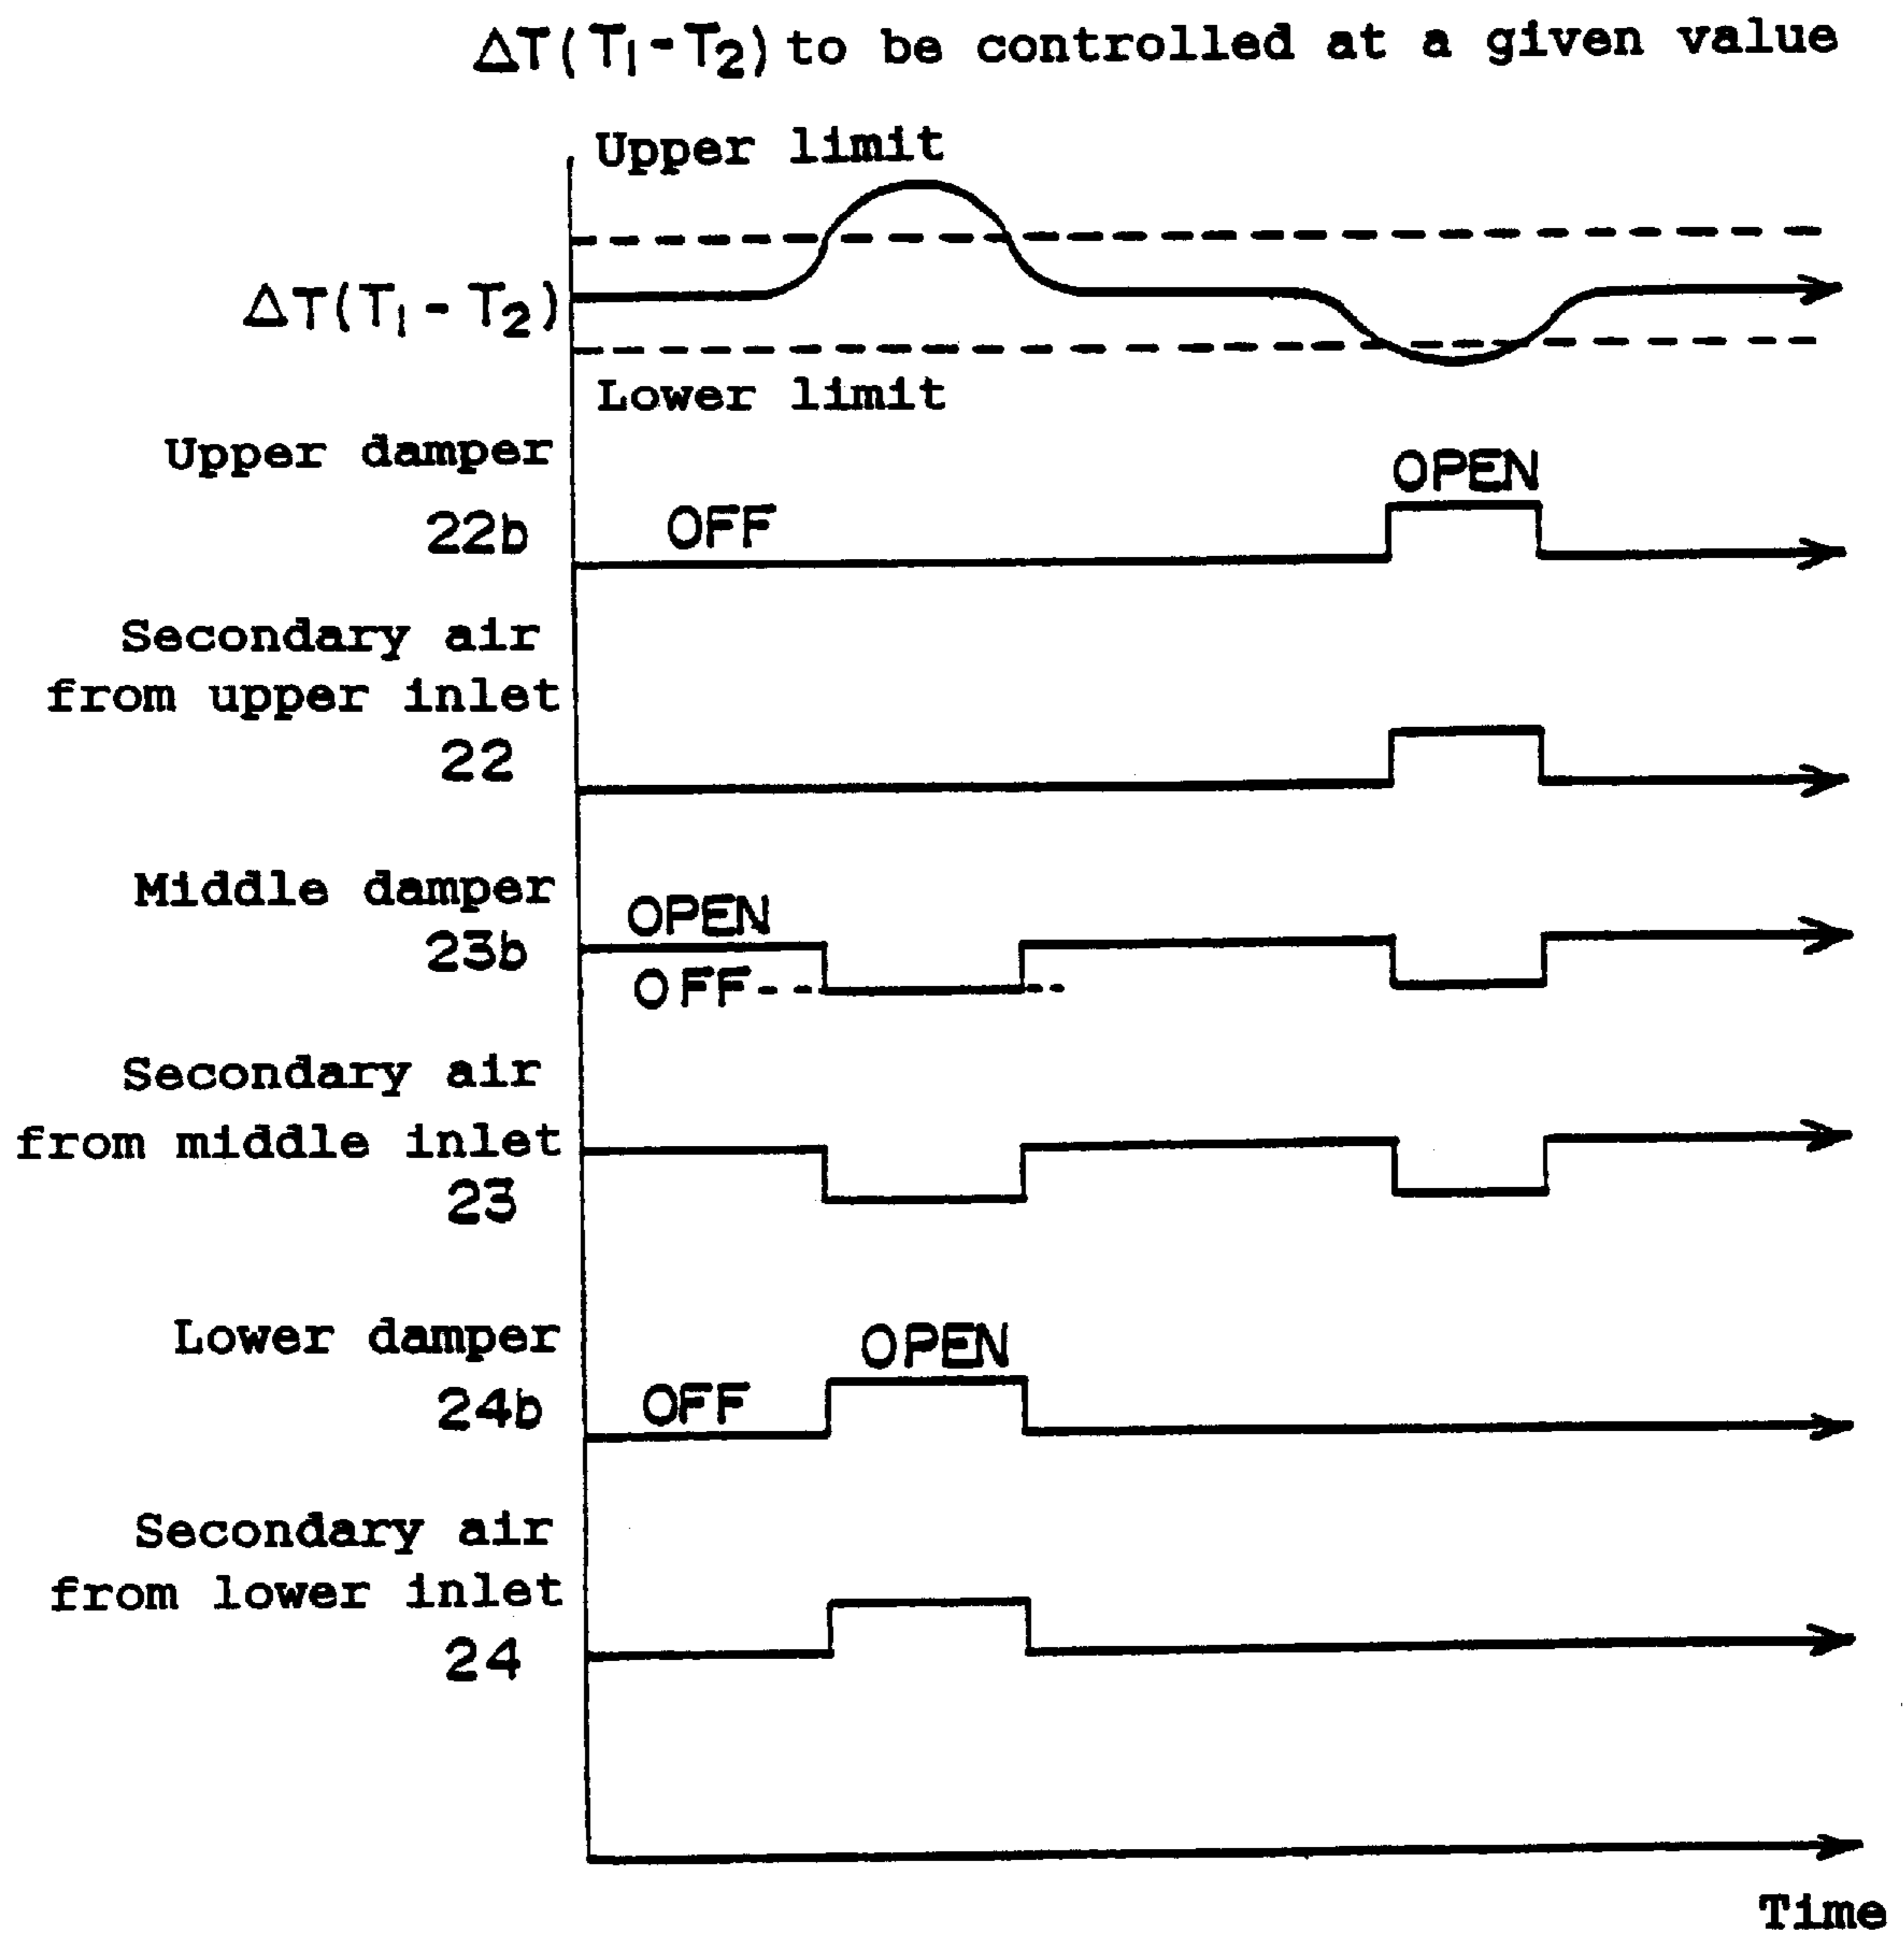 ΔT(T₁-T₂) to be controlled at a given value
Upper limit
ΔT(T₁-T₂)
Lower limit
Upper damper
22b
OFF
OPEN
Secondary air
from upper inlet
22
Middle damper
23b
OPEN
OFF
Secondary air
from middle inlet
23
Lower damper
24b
OFF
OPEN
Secondary air
from lower inlet
24
Time